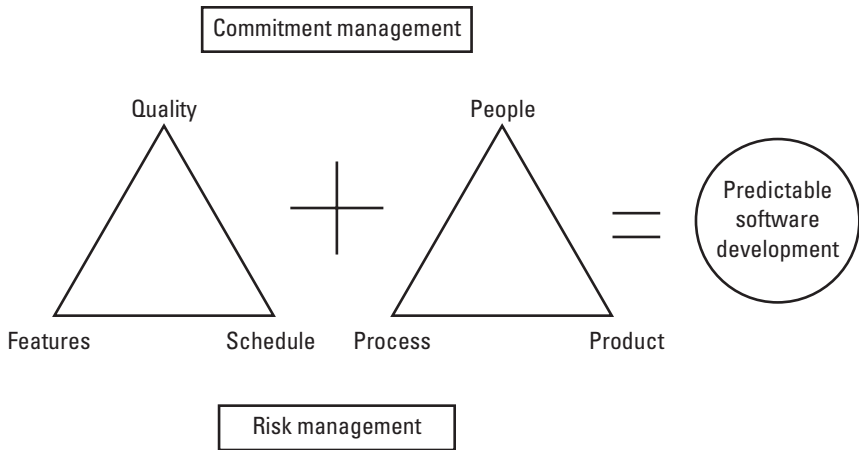 Commitment management
Quality
People
Predictable
software
development
Features
Schedule
Process
Product
Risk management